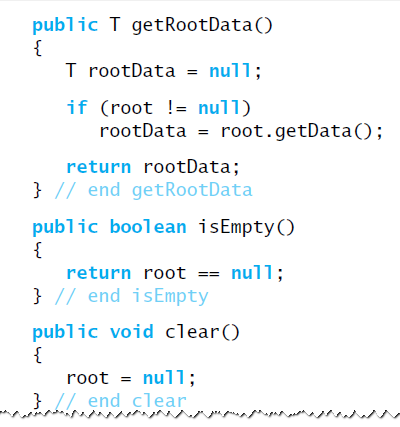 public T getRootData()
{
   T rootData = null;
   if (root != null)
      rootData = root.getData();
   return rootData;
} // end getRootData
public boolean isEmpty()
{
   return root == null;
} // end isEmpty
public void clear()
{
   root = null;
} // end clear